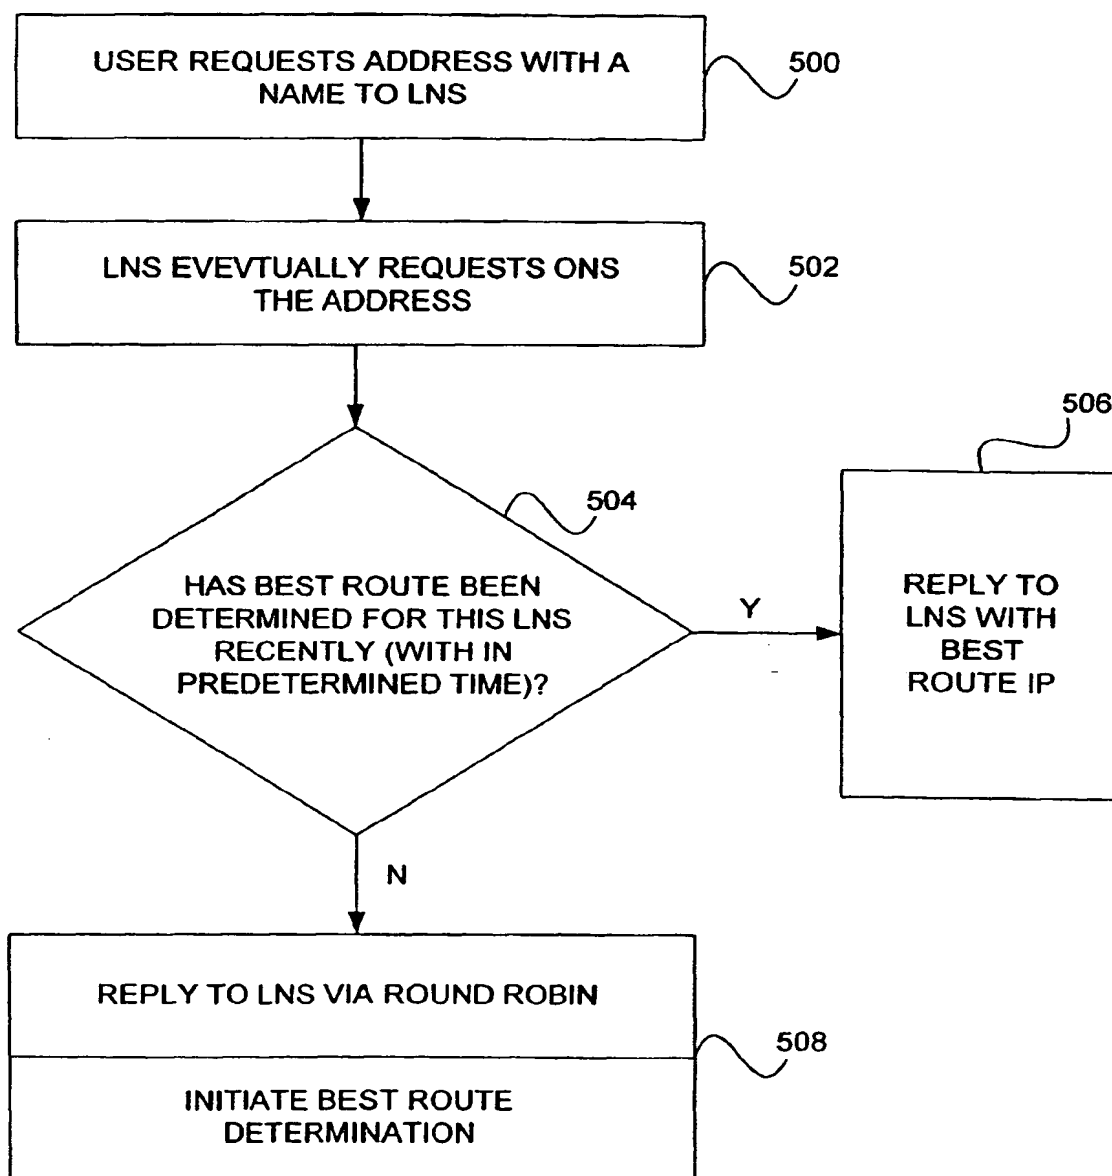 USER REQUESTS ADDRESS WITH A
NAME TO LNS
500
LNS EVEVTUALLY REQUESTS ONS
THE ADDRESS
502
506
504
HAS BEST ROUTE BEEN
DETERMINED FOR THIS LNS
RECENTLY (WITH IN
PREDETERMINED TIME)?
Y
REPLY TO
LNS WITH
BEST
ROUTE IP
N
REPLY TO LNS VIA ROUND ROBIN
508
INITIATE BEST ROUTE
DETERMINATION